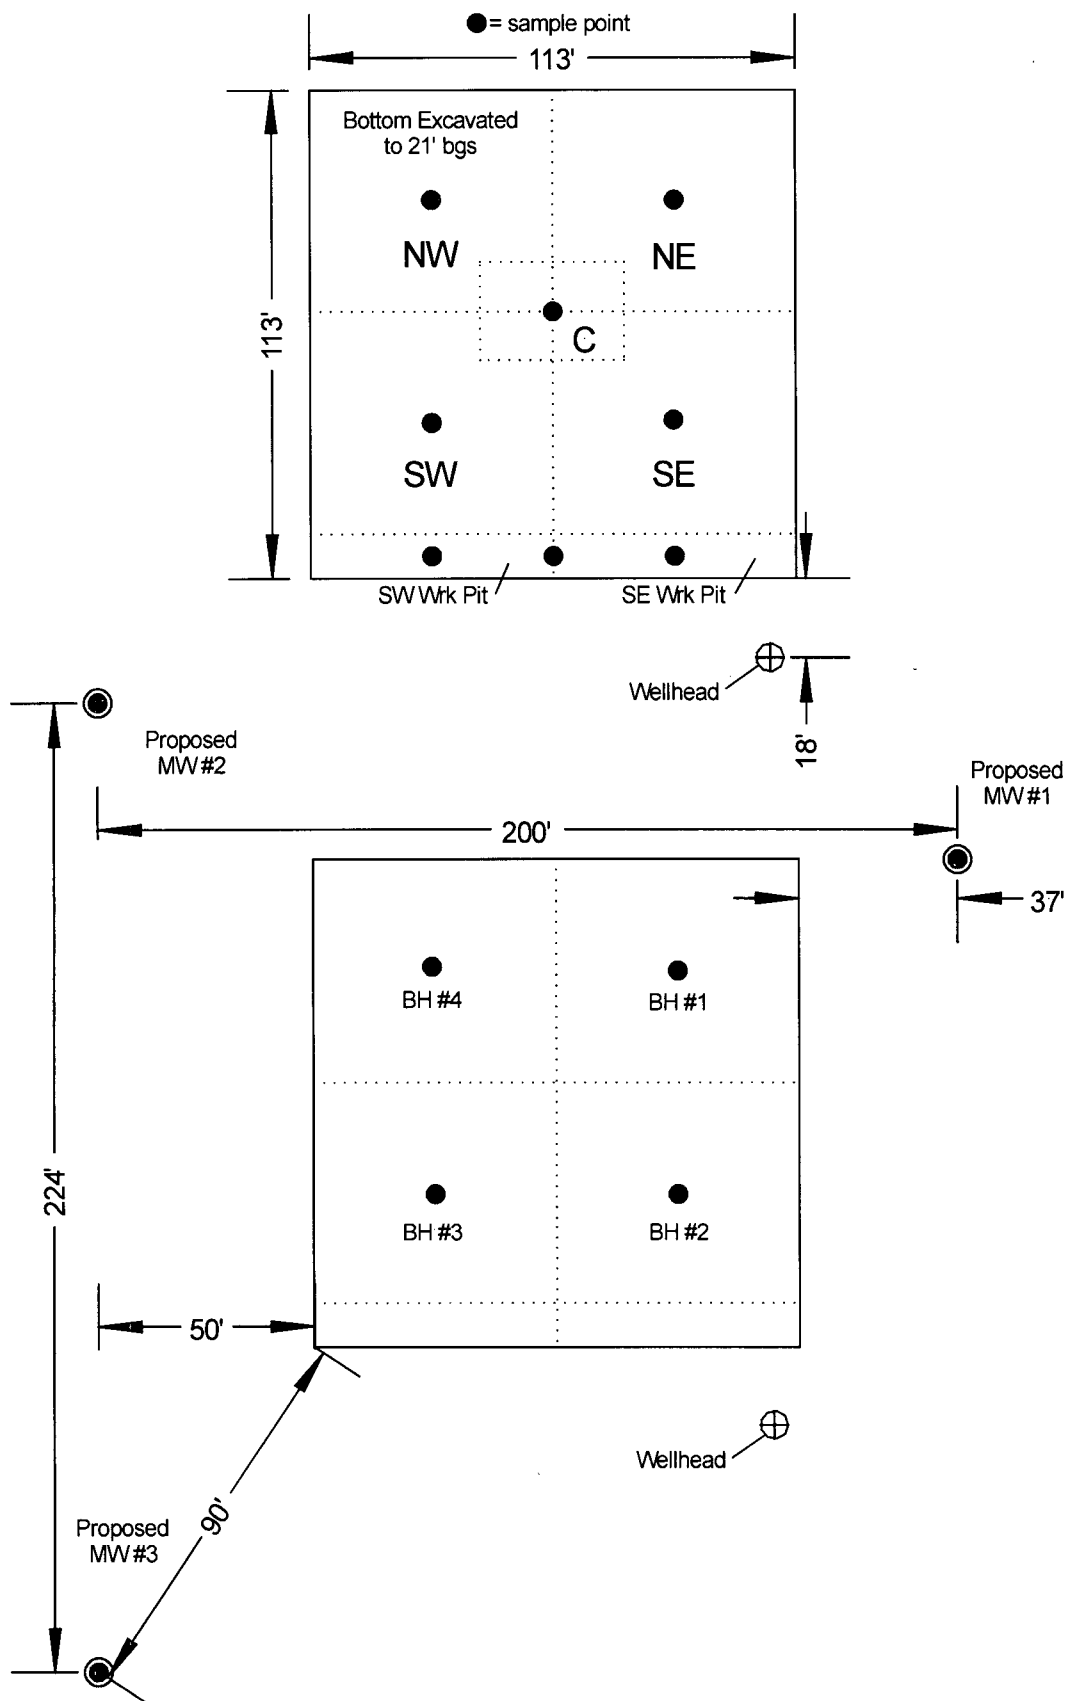 = sample point
113'
Bottom Excavated
to 21' bgs
NW
NE
113'
C
SW
SE
SW Wrk Pit
SE Wrk Pit
Wellhead
18'
Proposed
MW #2
Proposed
MW #1
200'
37'
BH #4
BH #1
224'
BH #3
BH #2
50'
Wellhead
90'
Proposed
MW #3